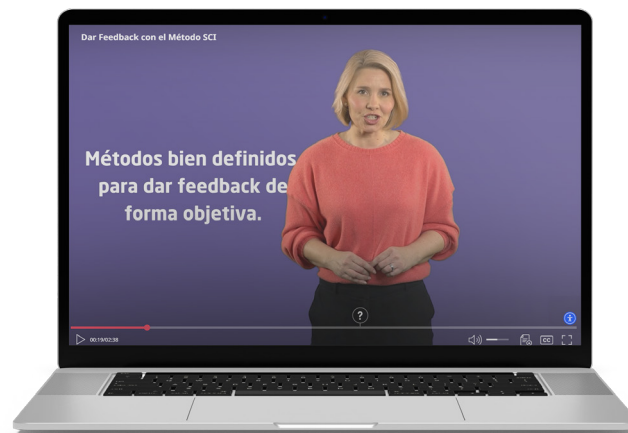 Dar Feedback con el Método SCI
Métodos bien definidos
para dar feedback de
forma objetiva.
?
00:19/02:38
CC